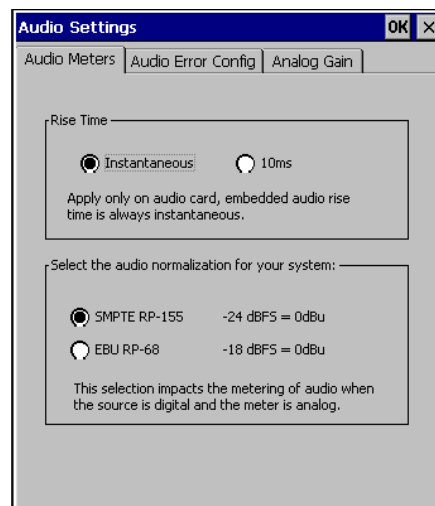 Audio Settings OK ×
Audio Meters Audio Error Config Analog Gain
Rise Time
Instantaneous 10ms
Apply only on audio card, embedded audio rise
time is always instantaneous.
Select the audio normalization for your system:
SMPTE RP-155 -24 dBFS = 0dBu
EBU RP-68 -18 dBFS = 0dBu
This selection impacts the metering of audio when
the source is digital and the meter is analog.